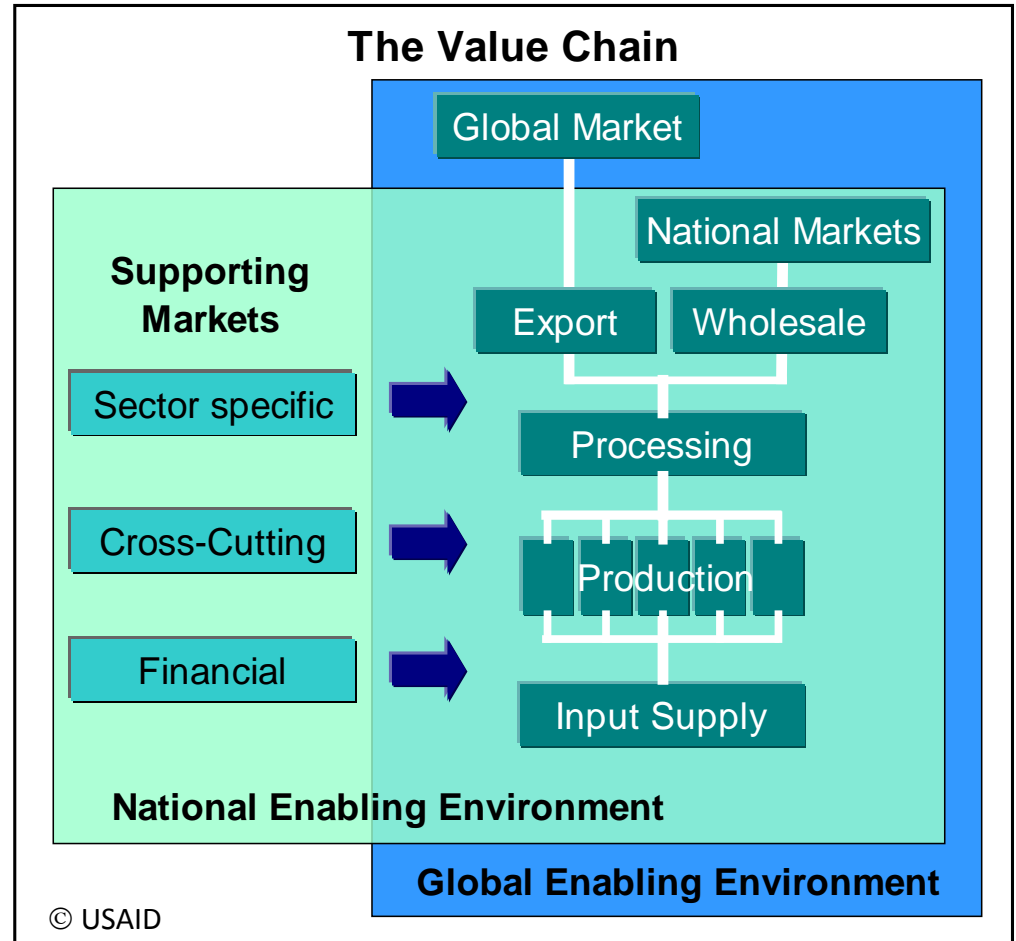 The Value Chain
Global Market
National Markets
Supporting
Markets
Export
Wholesale
Sector specific
Processing
Cross-Cutting
Production
Financial
Input Supply
National Enabling Environment
Global Enabling Environment
© USAID